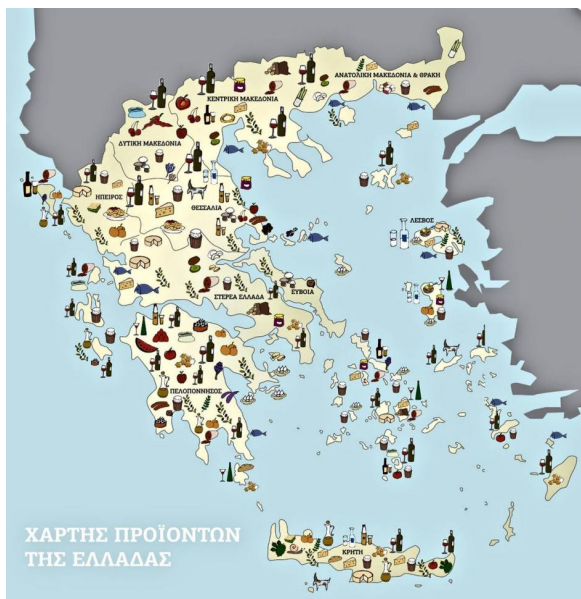 ΑΝΑΤΟΛΙΚΗ ΜΑΚΕΔΟΝΙΑ & ΘΡΑΚΗ
ΚΕΝΤΡΙΚΗ ΜΑΚΕΔΟΝΙΑ
ΔΥΤΙΚΗ ΜΑΚΕΔΟΝΙΑ
ΗΠΕΙΡΟΣ
ΘΕΣΣΑΛΙΑ
ΛΕΣΒΟΣ
ΣΤΕΡΕΑ ΕΛΛΑΔΑ
ΕΥΒΟΙΑ
ΠΕΛΟΠΟΝΝΗΣΟΣ
ΧΑΡΤΗΣ ΠΡΟΪΟΝΤΩΝ
ΤΗΣ ΕΛΛΑΔΑΣ
ΚΡΗΤΗ